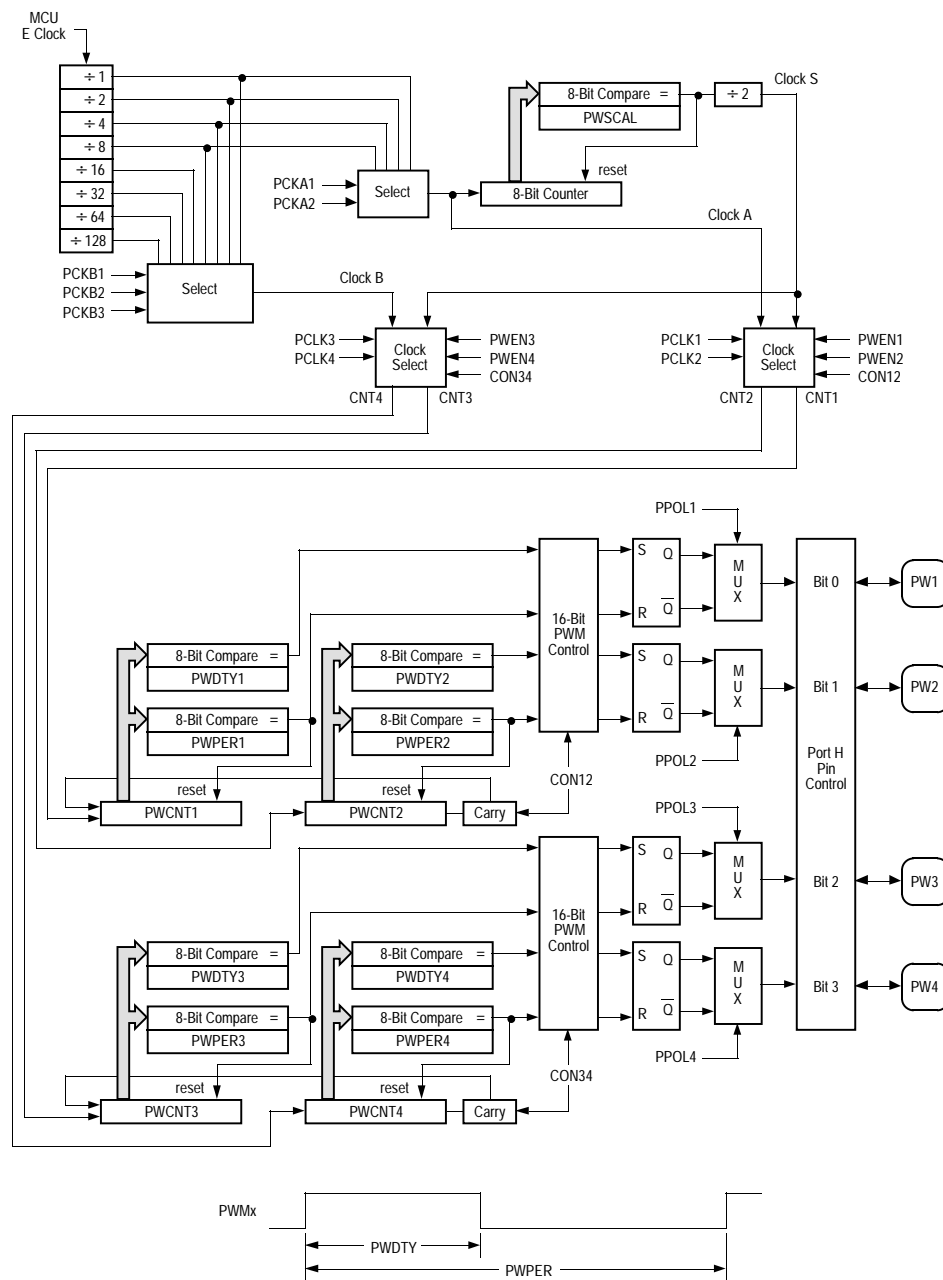 MCU
E Clock
÷ 1
÷ 2
÷ 4
÷ 8
÷ 16
÷ 32
÷ 64
÷ 128
PCKA1
PCKA2
Select
8-Bit Compare =
PWSCAL
÷ 2
Clock S
reset
8-Bit Counter
Clock A
PCKB1
PCKB2
PCKB3
Select
Clock B
PCLK3
PCLK4
Clock
Select
PWEN3
PWEN4
CON34
CNT4
CNT3
PCLK1
PCLK2
Clock
Select
PWEN1
PWEN2
CON12
CNT2
CNT1
8-Bit Compare =
PWDTY1
8-Bit Compare =
PWPER1
reset
PWCNT1
8-Bit Compare =
PWDTY2
8-Bit Compare =
PWPER2
reset
PWCNT2
Carry
CON12
16-Bit
PWM
Control
S Q
R Q
S Q
R Q
PPOL1
M
U
X
M
U
X
PPOL2
Port H
Pin
Control
Bit 0
Bit 1
Bit 2
Bit 3
PW1
PW2
PW3
PW4
8-Bit Compare =
PWDTY3
8-Bit Compare =
PWPER3
reset
PWCNT3
8-Bit Compare =
PWDTY4
8-Bit Compare =
PWPER4
reset
PWCNT4
Carry
CON34
16-Bit
PWM
Control
S Q
R Q
S Q
R Q
PPOL3
M
U
X
M
U
X
PPOL4
PWMx
PWDTY
PWPER